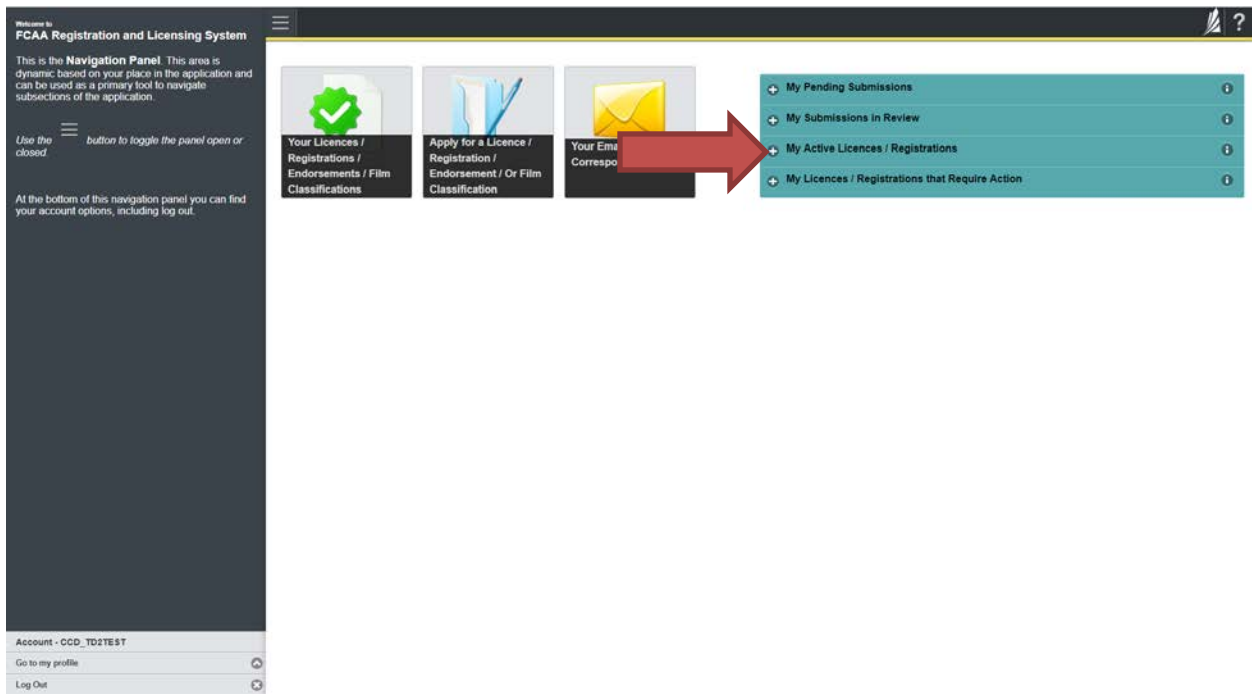 Welcome to
FCAA Registration and Licensing System
This is the Navigation Panel. This area is
dynamic based on your place in the application and
can be used as a primary tool to navigate
subsections of the application.
Use the button to toggle the panel open or
closed.
At the bottom of this navigation panel you can find
your account options, including log out.
Account - CCD_TD2TEST
Go to my profile
Log Out
?
Your Licences /
Registrations /
Endorsements / Film
Classifications
Apply for a Licence /
Registration /
Endorsement / Or Film
Classification
Your
My Pending Submissions
My Submissions in Review
My Active Licences / Registrations
My Licences / Registrations that Require Action